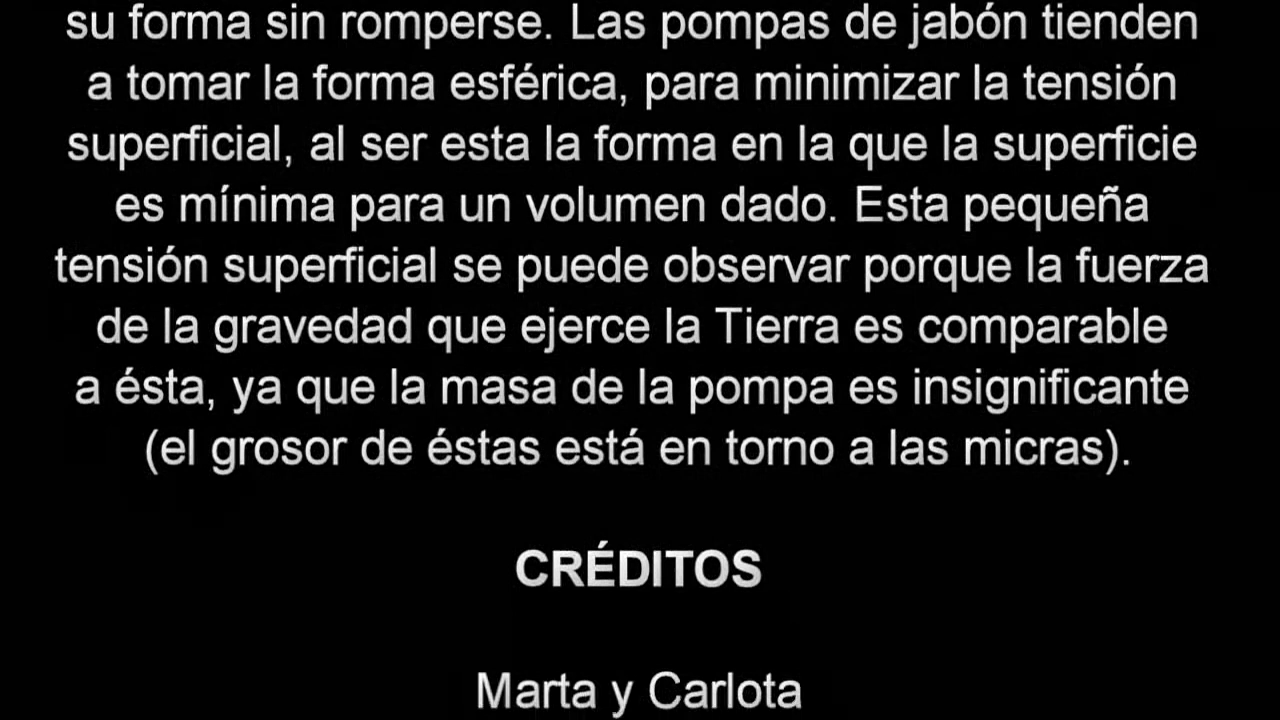 su forma sin romperse. Las pompas de jabón tienden
a tomar la forma esférica, para minimizar la tensión
superficial, al ser esta la forma en la que la superficie
es mínima para un volumen dado. Esta pequeña
tensión superficial se puede observar porque la fuerza
de la gravedad que ejerce la Tierra es comparable
a ésta, ya que la masa de la pompa es insignificante
(el grosor de éstas está en torno a las micras).
CRÉDITOS
Marta y Carlota